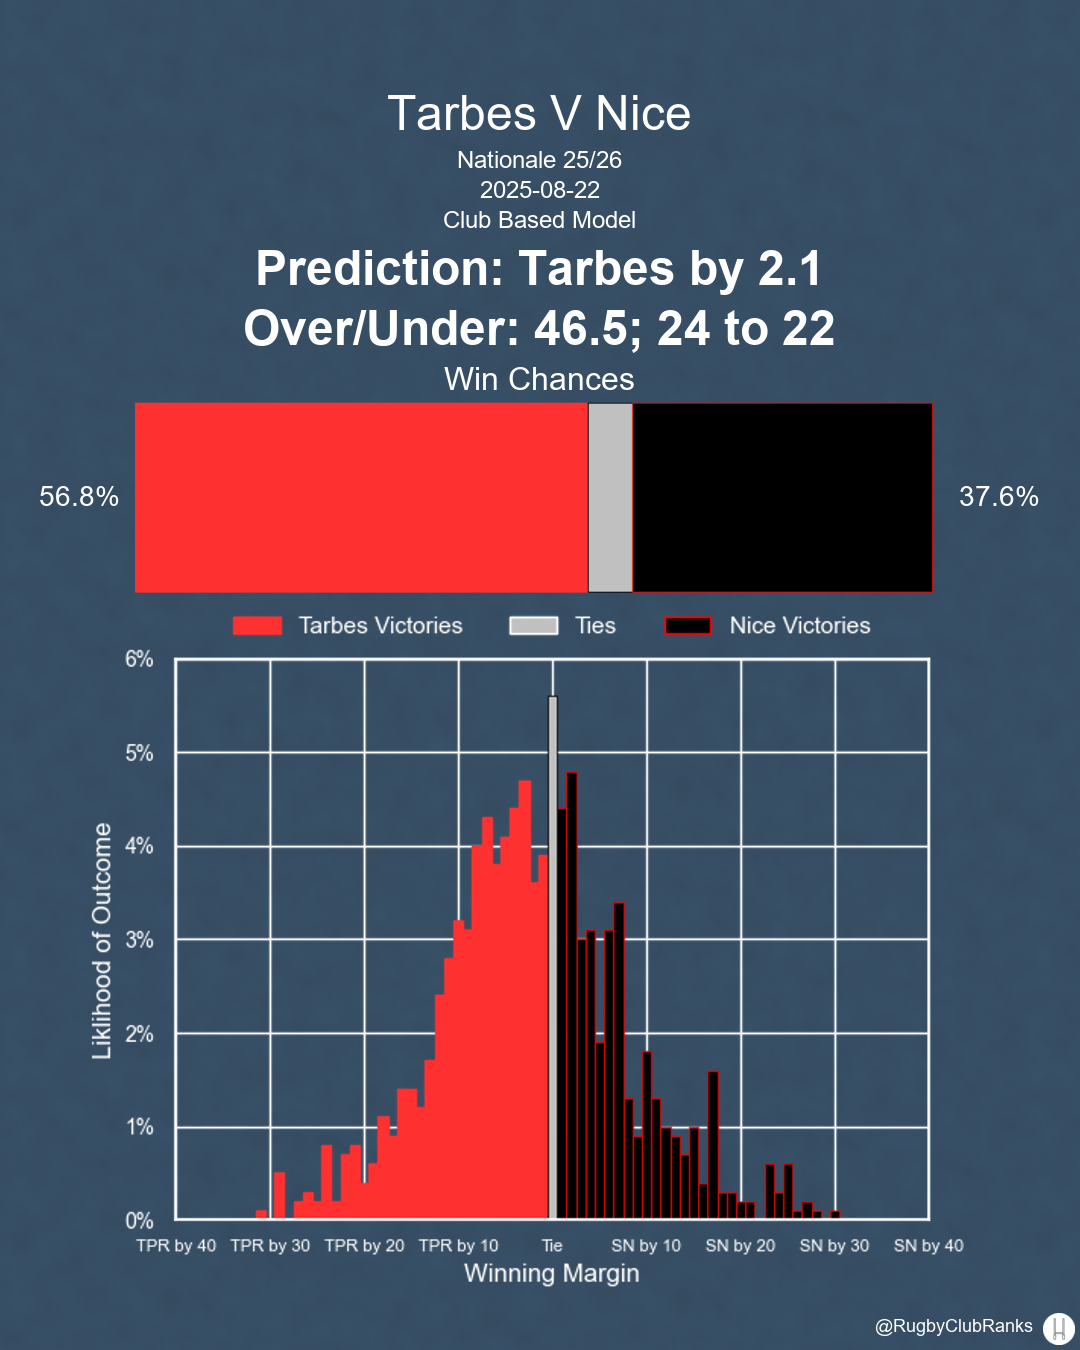 Tarbes V Nice
Nationale 25/26
2025-08-22
Club Based Model
Prediction: Tarbes by 2.1
Over/Under: 46.5; 24 to 22
Win Chances
56.8%
37.6%
Tarbes Victories
Ties
Nice Victories
6%
5%
4%
3%
2%
1%
0%
Liklihood of Outcome
TPR by 40 TPR by 30 TPR by 20 TPR by 10 Tie SN by 10 SN by 20 SN by 30 SN by 40
Winning Margin
@RugbyClubRanks